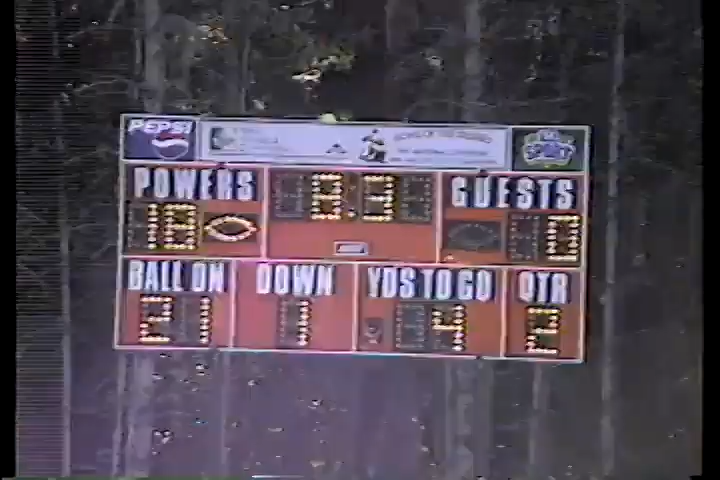 PEPSI
POWERS GUESTS
18 0
BALL ON DOWN YDS TO GO QTR
21 1 4 2